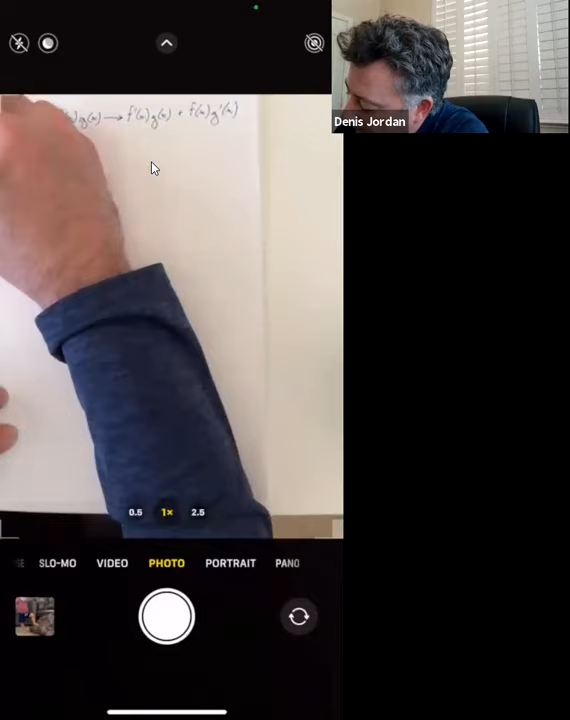 Denis Jordan
g(x) → f'(x)g(x) + f(x)g'(x)
0.5 1× 2.5
SLO-MO VIDEO PHOTO PORTRAIT PANO